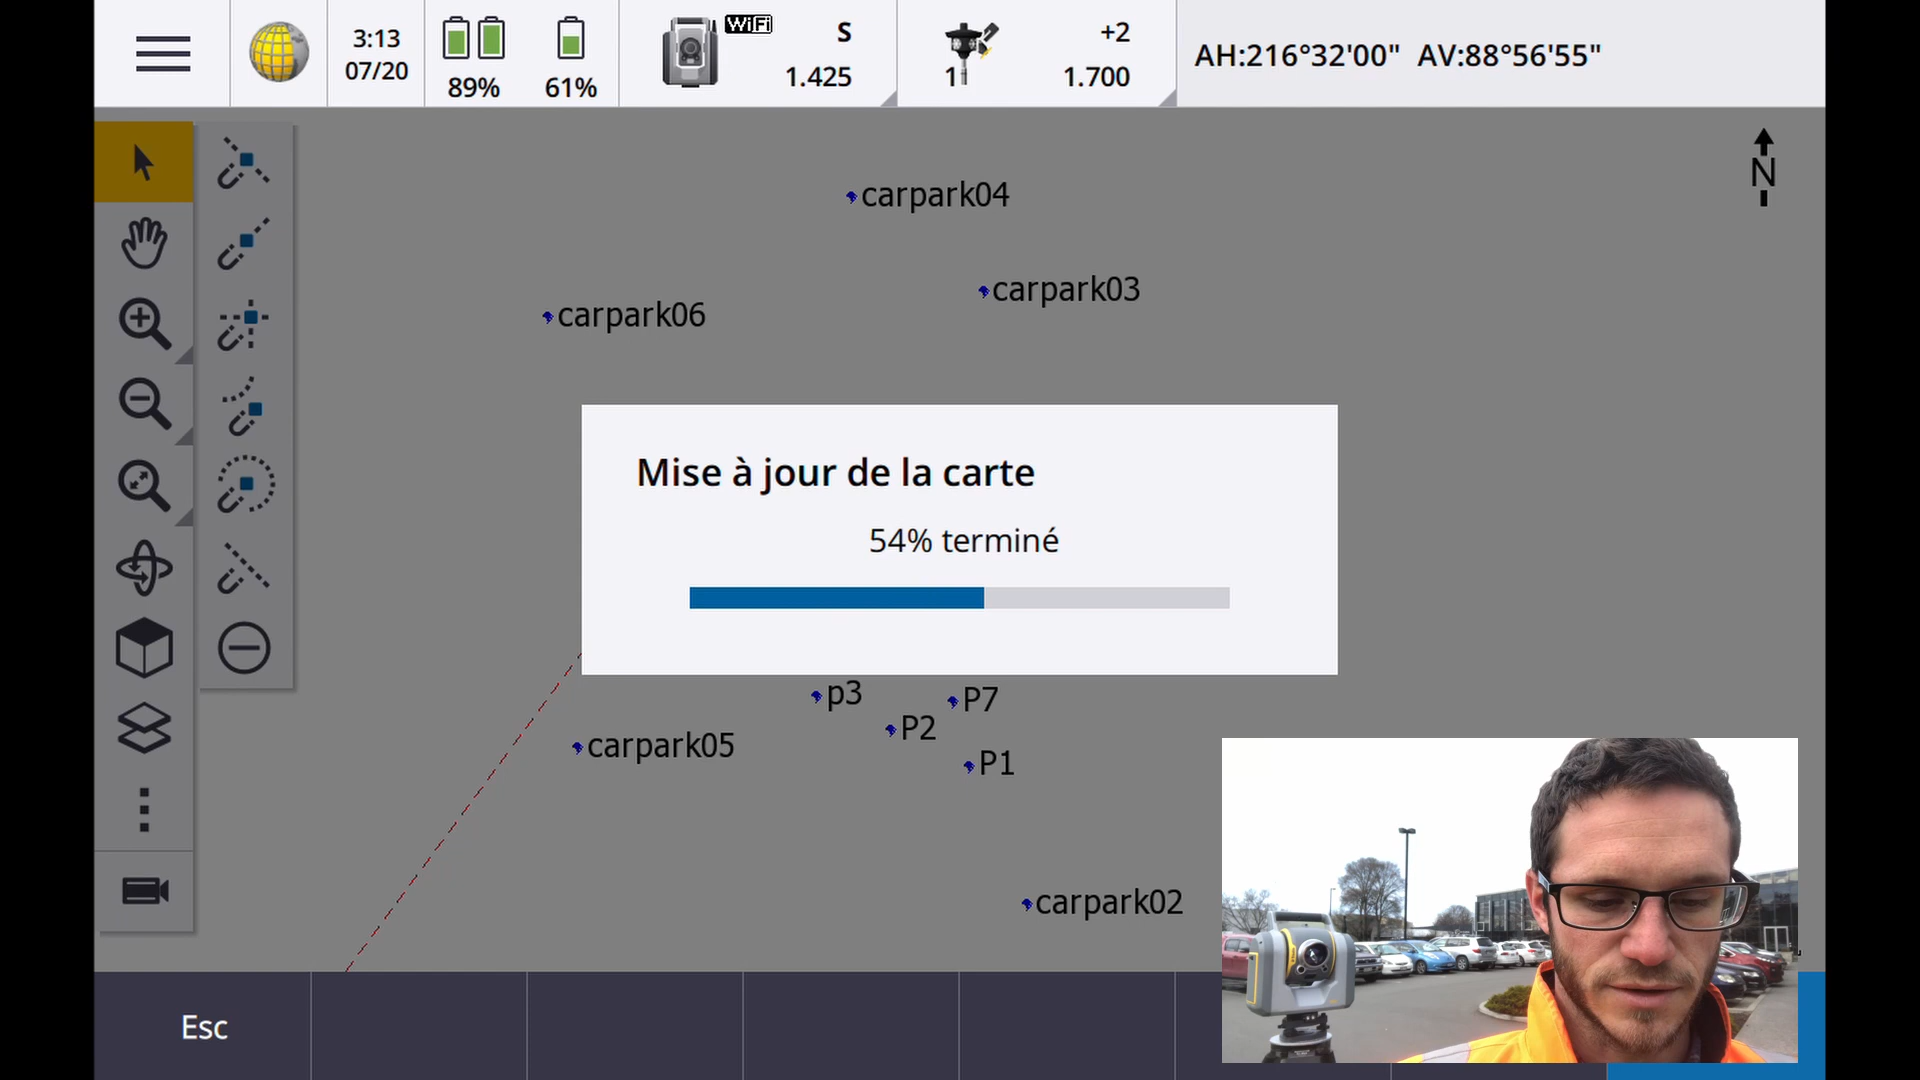 3:13
07/20
89%
61%
WiFi
S
1.425
1
+2
1.700
AH:216°32'00" AV:88°56'55"
N
carpark04
carpark03
carpark06
Mise à jour de la carte
54% terminé
p3
P7
P2
carpark05
P1
carpark02
Esc